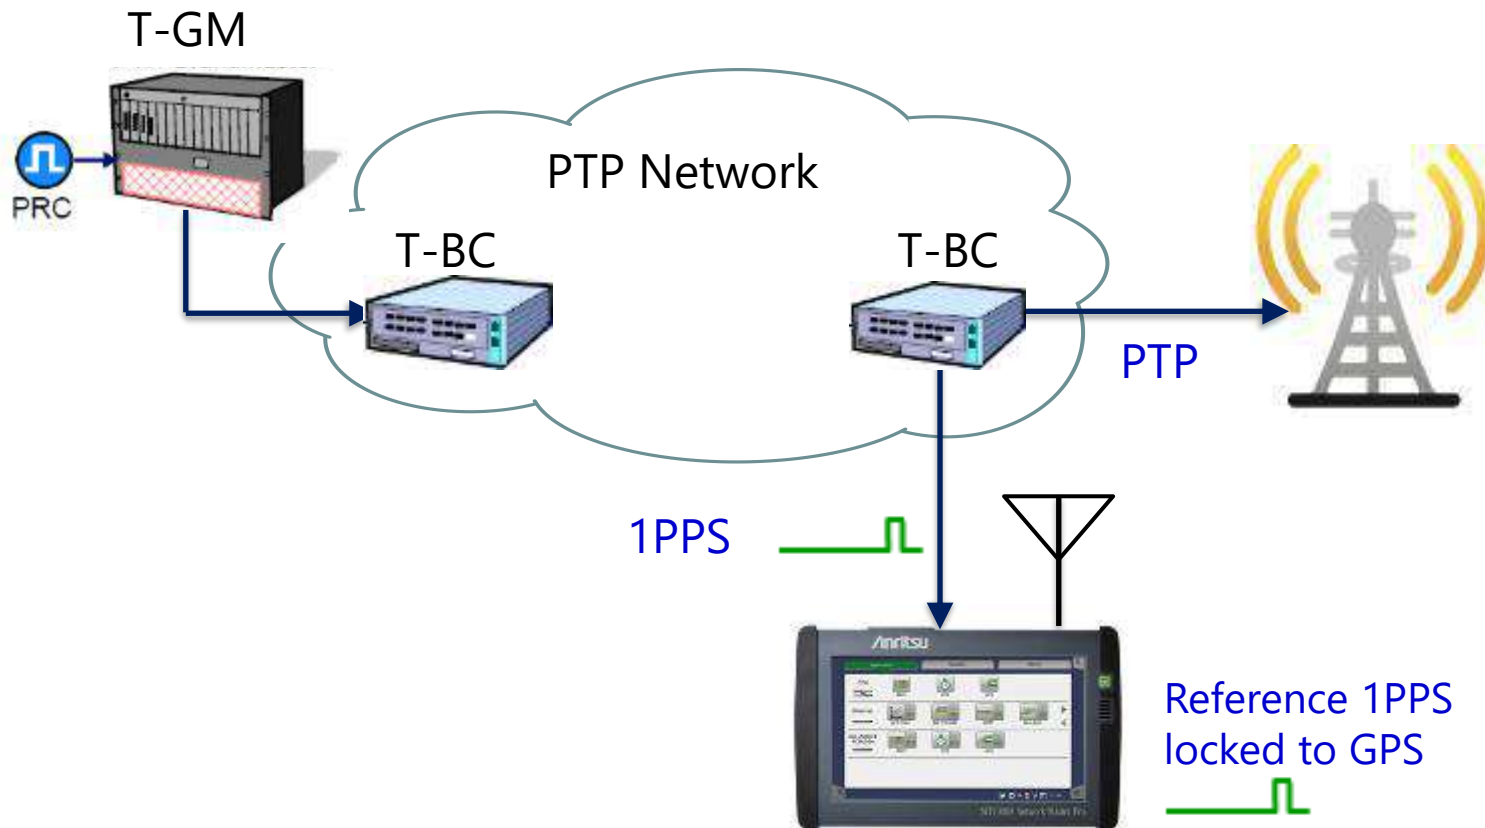 T-GM
PRC
PTP Network
T-BC
T-BC
PTP
1PPS
Anritsu
Reference 1PPS
locked to GPS